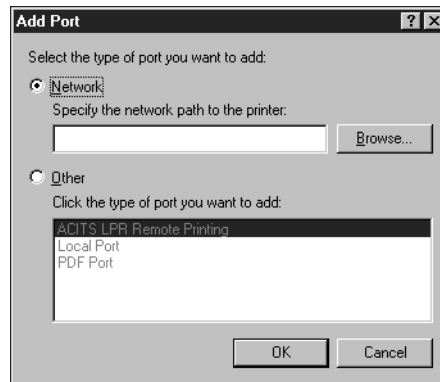 Add Port
Select the type of port you want to add:
Network
Specify the network path to the printer:
Browse...
Other
Click the type of port you want to add:
ACITS LPR Remote Printing
Local Port
PDF Port
OK Cancel